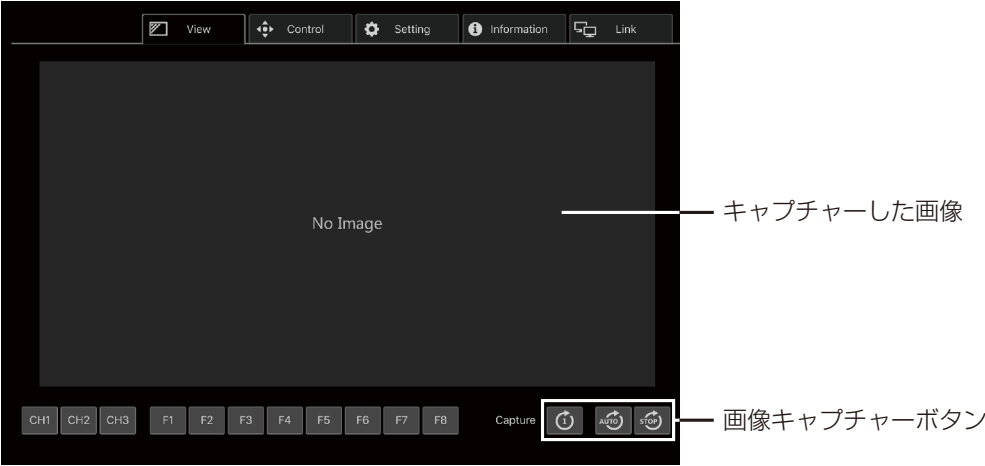 View Control Setting Information Link
No Image
キャプチャーした画像
CH1 CH2 CH3 F1 F2 F3 F4 F5 F6 F7 F8 Capture 1 AUTO STOP
画像キャプチャーボタン